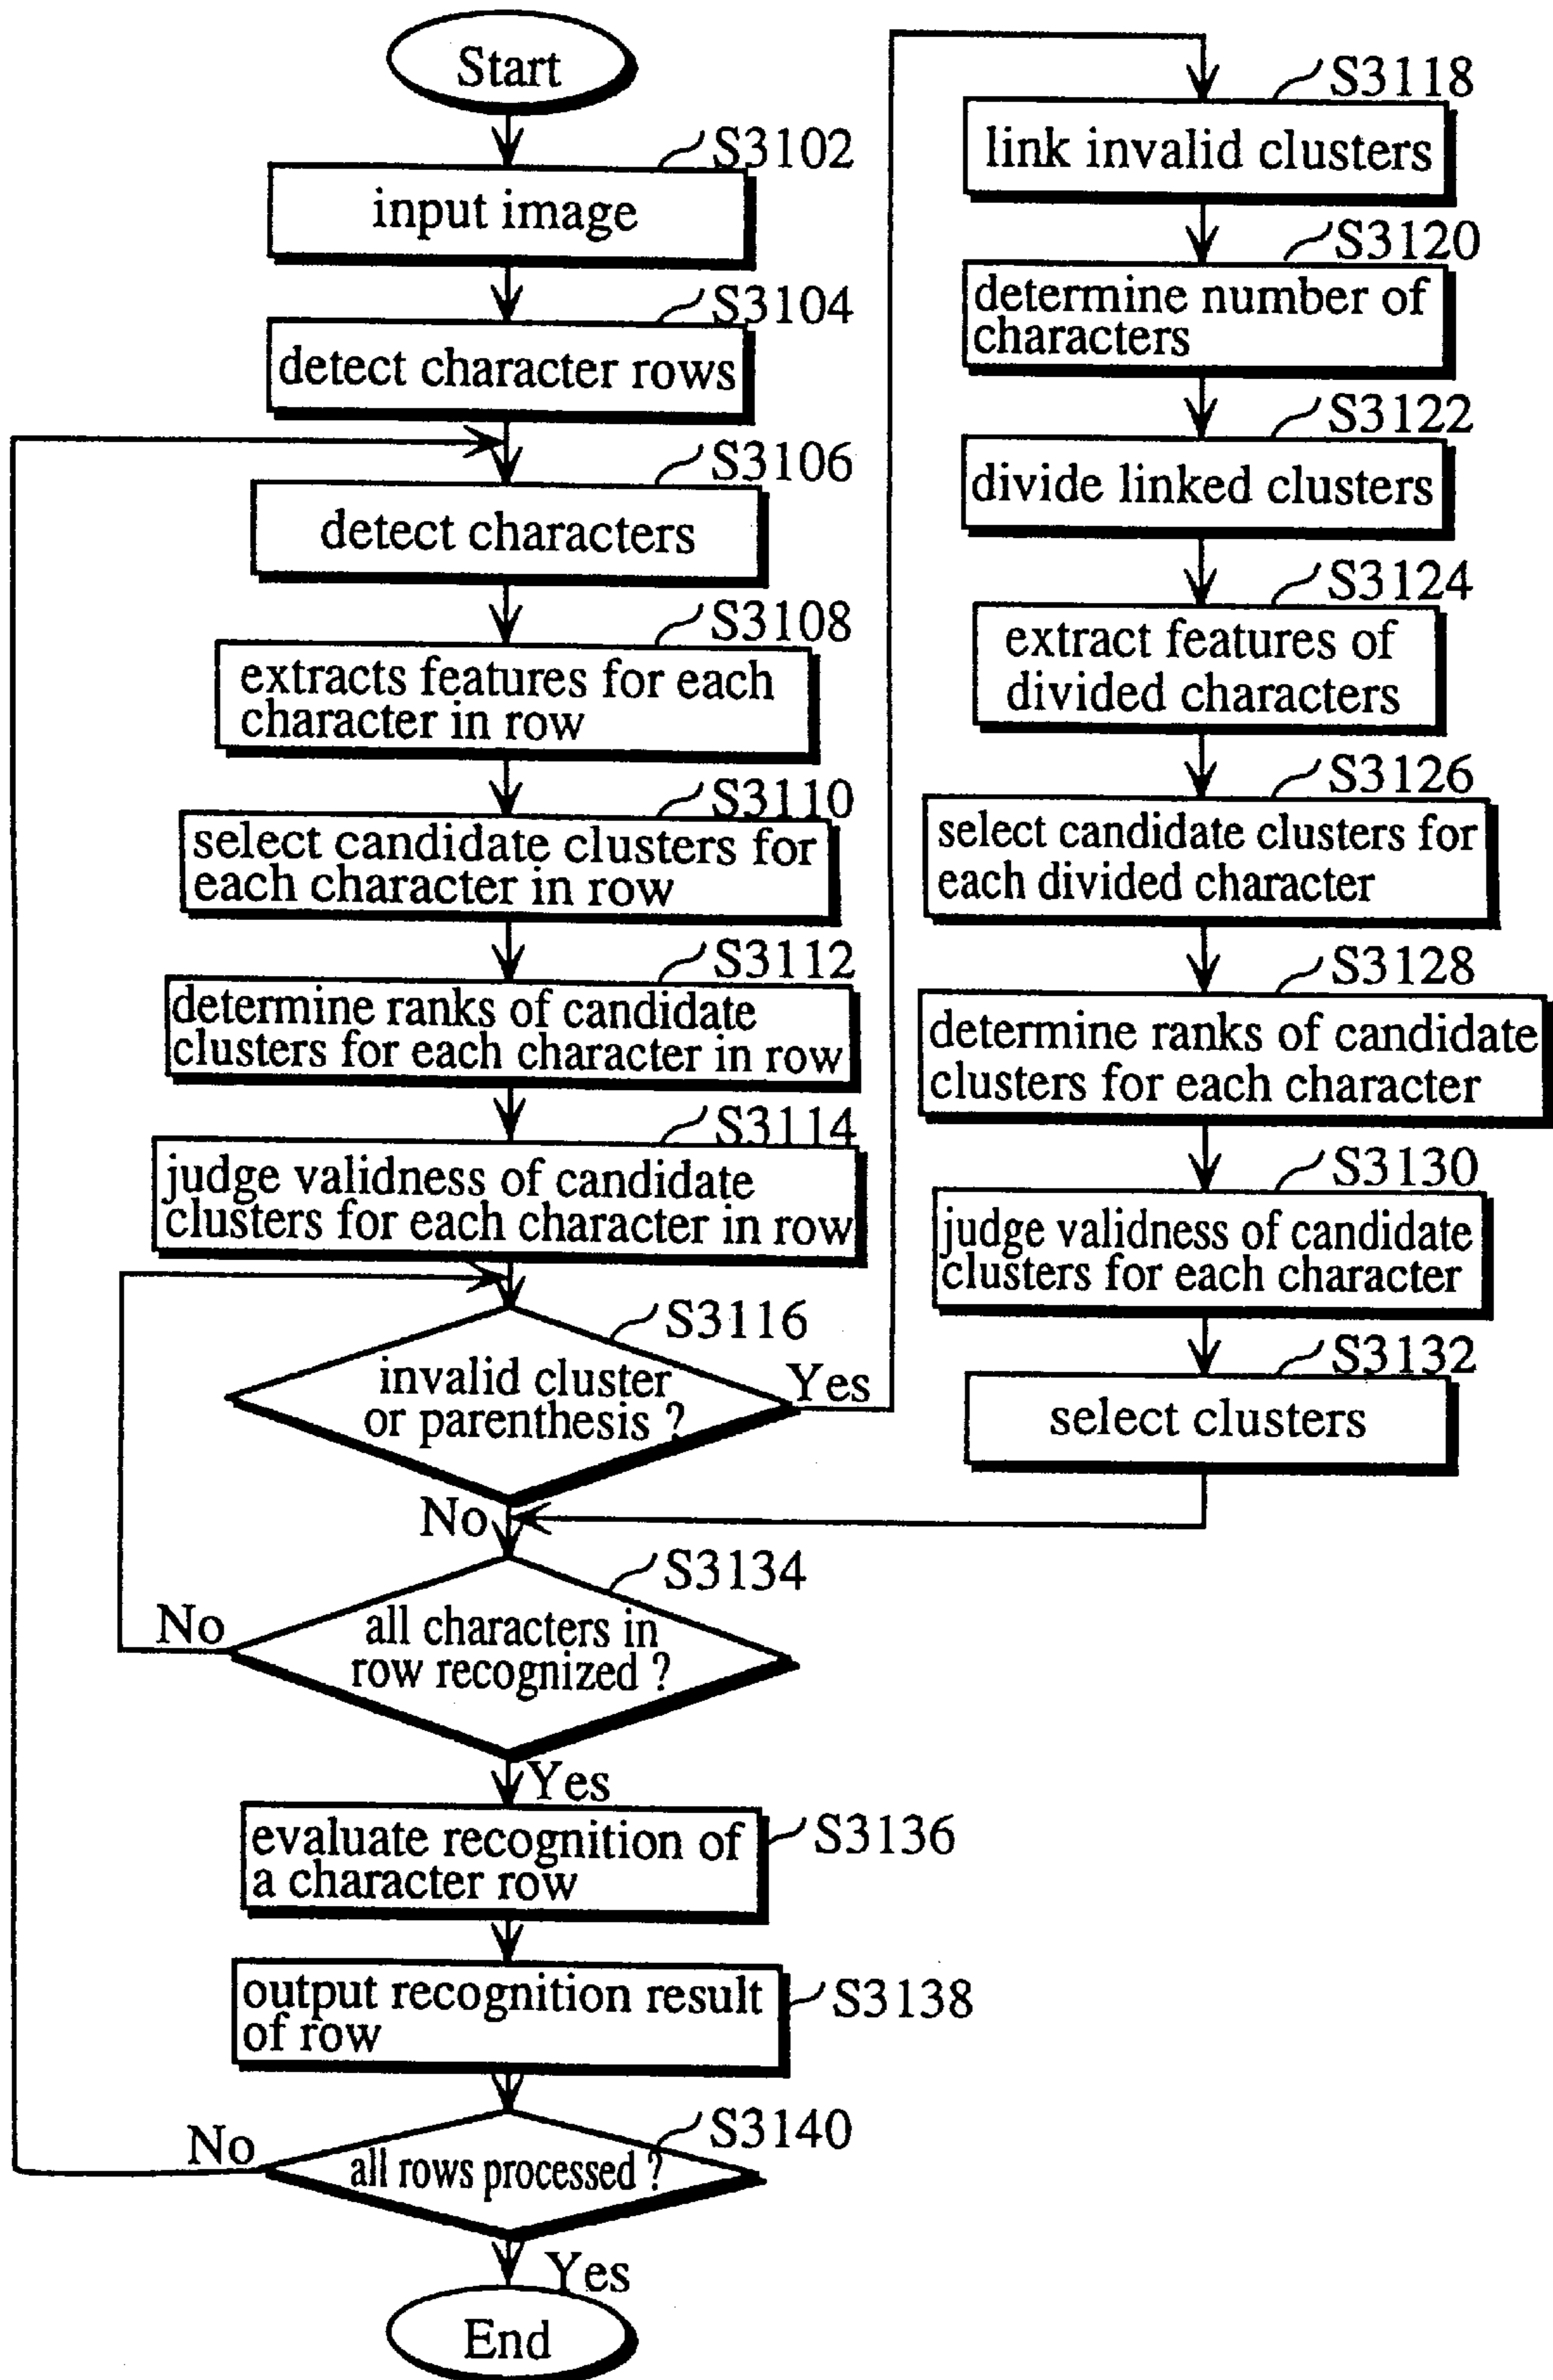 Start
S3102
input image
S3104
detect character rows
S3106
detect characters
S3108
extracts features for each
character in row
S3110
select candidate clusters for
each character in row
S3112
determine ranks of candidate
clusters for each character in row
S3114
judge validness of candidate
clusters for each character in row
S3116
invalid cluster
or parenthesis ?
Yes
No
S3118
link invalid clusters
S3120
determine number of
characters
S3122
divide linked clusters
S3124
extract features of
divided characters
S3126
select candidate clusters for
each divided character
S3128
determine ranks of candidate
clusters for each character
S3130
judge validness of candidate
clusters for each character
S3132
select clusters
S3134
all characters in
row recognized ?
No
Yes
evaluate recognition of
a character row
S3136
output recognition result
of row
S3138
S3140
all rows processed ?
No
Yes
End